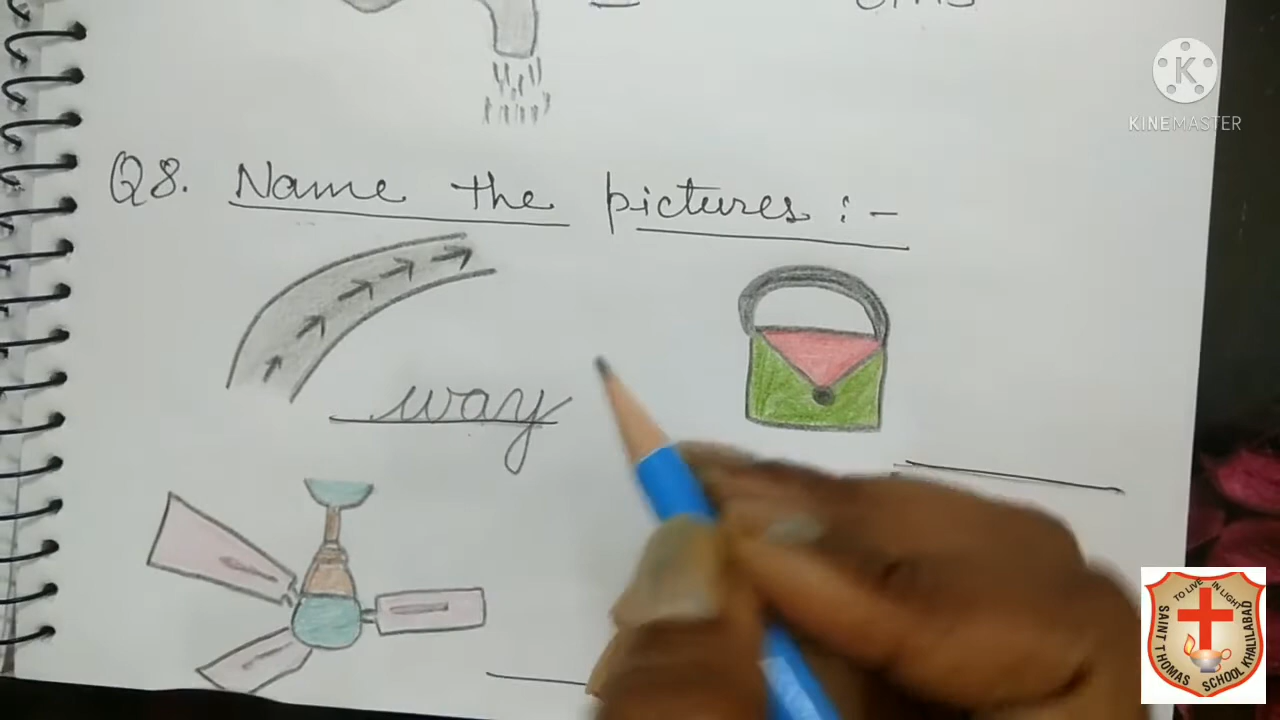 Q8. Name the pictures :-
way
KINEMASTER
K
TO LIVE IN LIGHT
SAINT THOMAS SCHOOL KHALILABAD